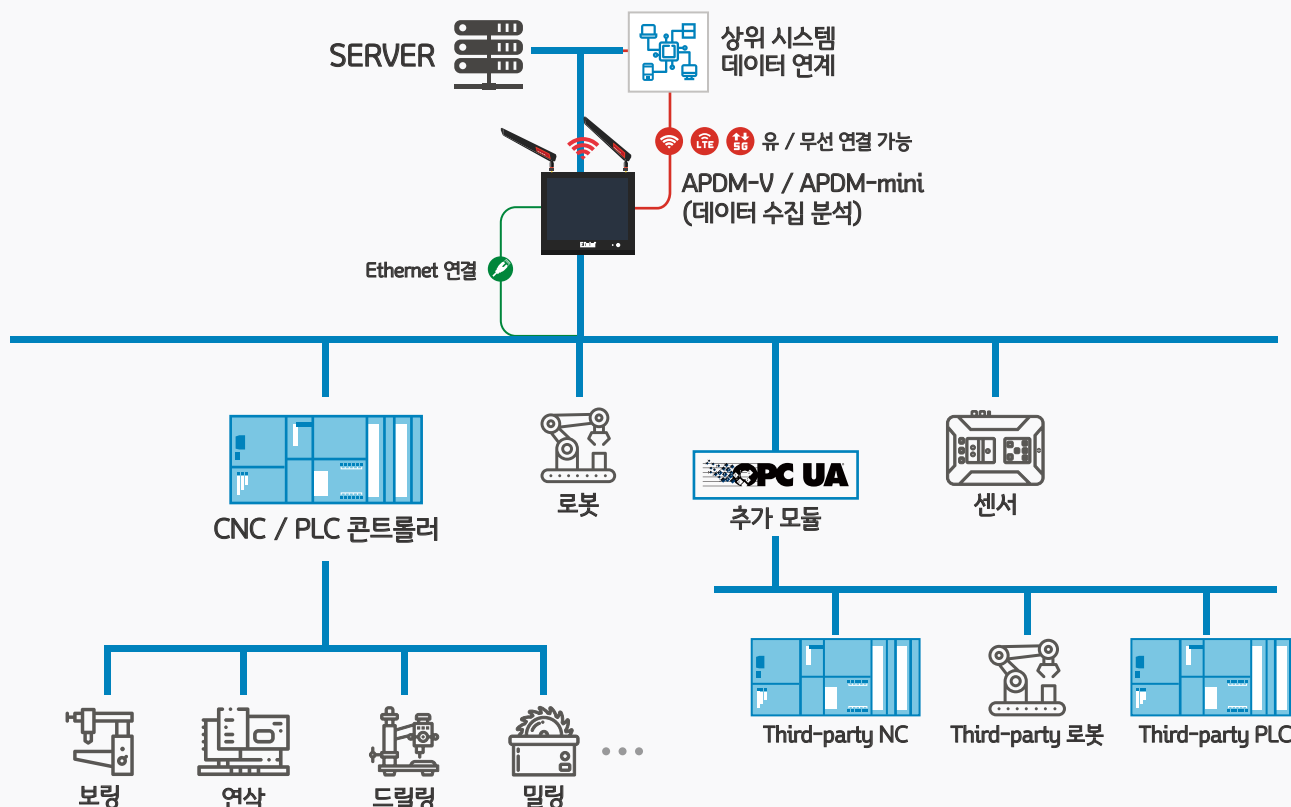 SERVER
상위 시스템
데이터 연계
LTE
5G
유 / 무선 연결 가능
APDM-V / APDM-mini
(데이터 수집 분석)
Ethernet 연결
CNC / PLC 콘트롤러
로봇
OPC UA
추가 모듈
센서
보링
연삭
드릴링
밀링
Third-party NC
Third-party 로봇
Third-party PLC